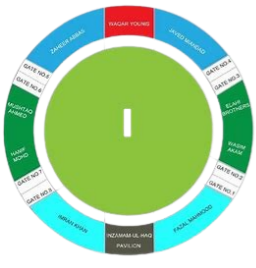 WAQAR YOUNIS
ZAHEER ABBAS
JAVED MIANDAD
GATE NO.5
GATE NO.4
GATE NO.6
GATE NO.3
MUSHTAQ
AHMED
ELAHI
BROTHERS
HANIF
MOHD
WASIM
AKRAM
GATE NO.7
GATE NO.2
GATE NO.8
GATE NO.1
IMRAN KHAN
FAZAL MAHMOOD
INZAMAM-UL-HAQ
PAVILION